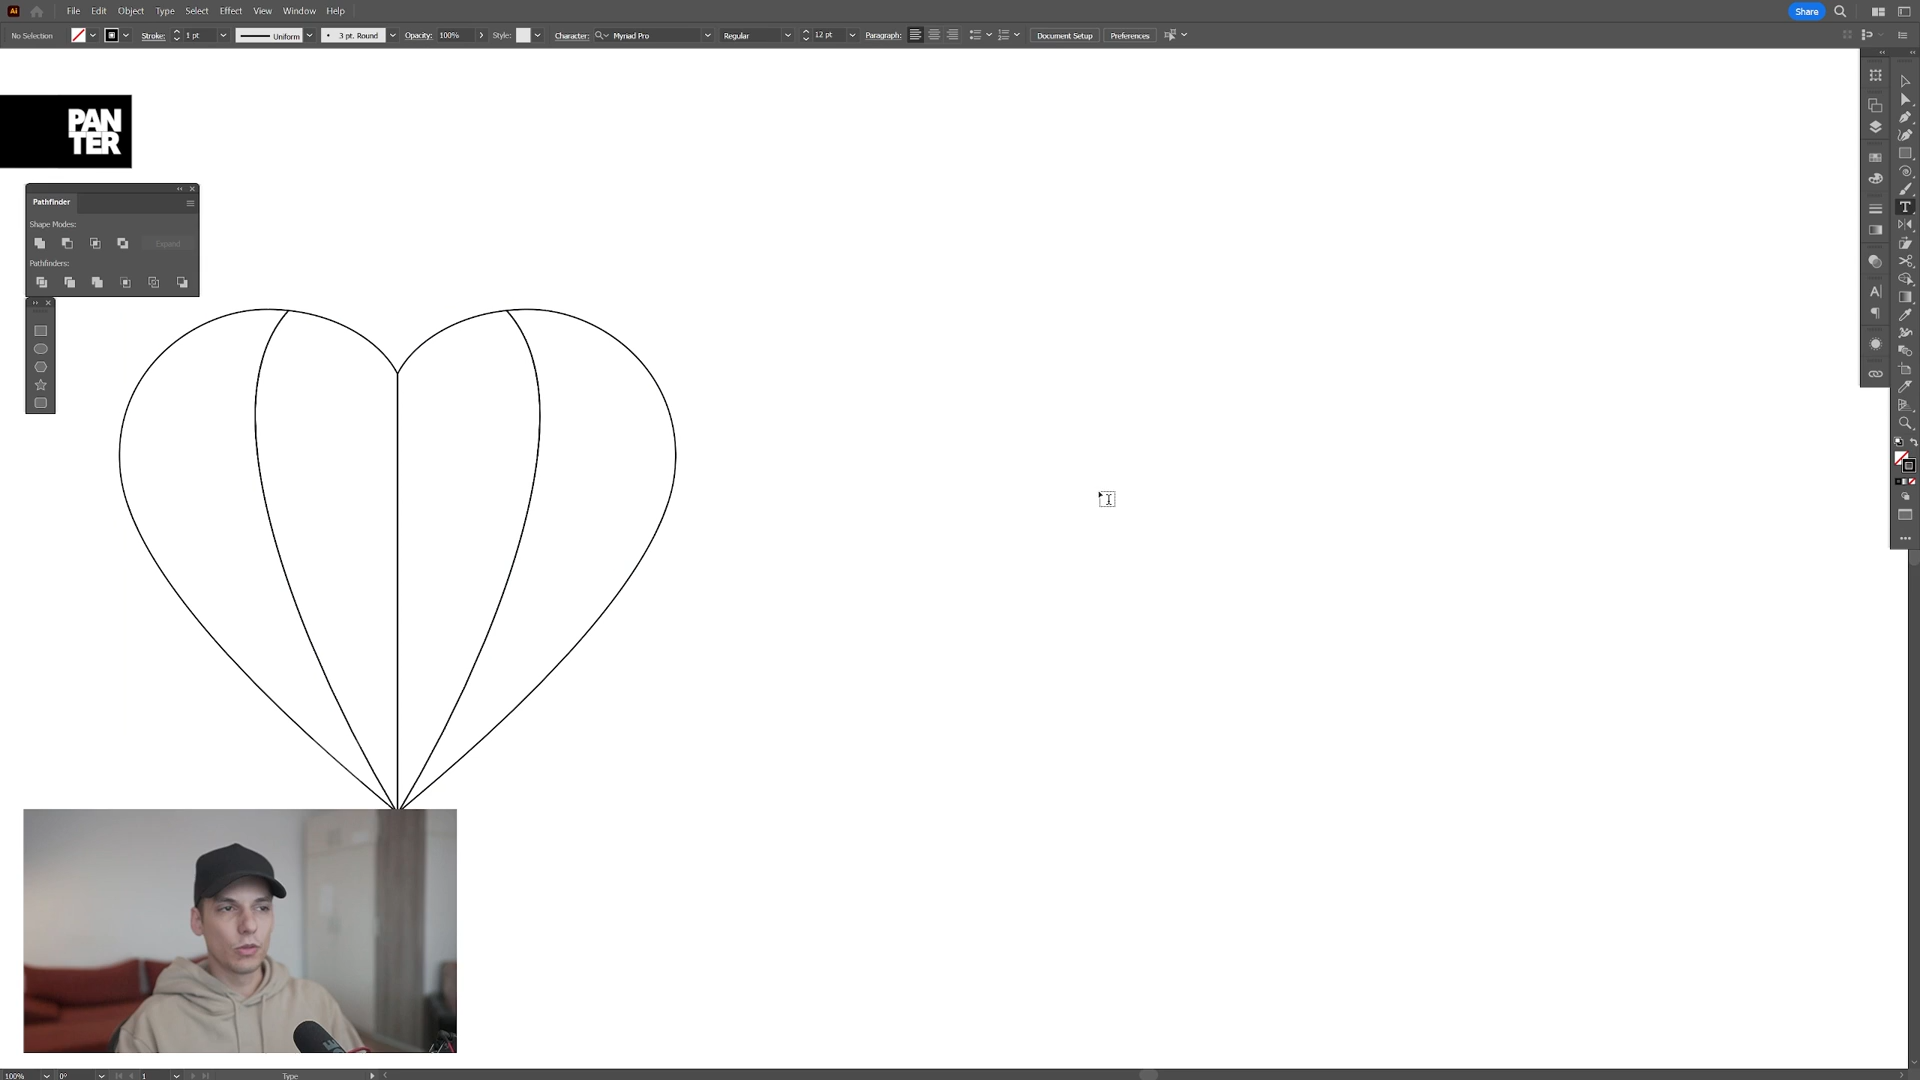 Ai File Edit Object Type Select Effect View Window Help Share
No Selection Stroke: 1 pt Uniform 3 pt. Round Opacity: 100% Style: Character: Myriad Pro Regular 12 pt Paragraph: Document Setup Preferences
PAN
TER
Pathfinder
Shape Modes:
Expand
Pathfinders:
100% 0° 1 Type